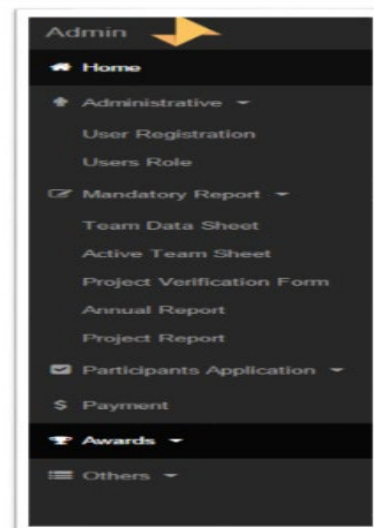 Admin
Home
Administrative
User Registration
Users Role
Mandatory Report
Team Data Sheet
Active Team Sheet
Project Verification Form
Annual Report
Project Report
Participants Application
$ Payment
Awards
Others